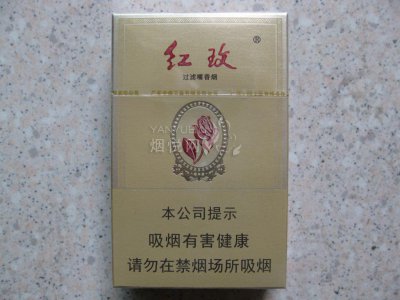 红玫®
过滤嘴香烟
本公司提示
吸烟有害健康
请勿在禁烟场所吸烟